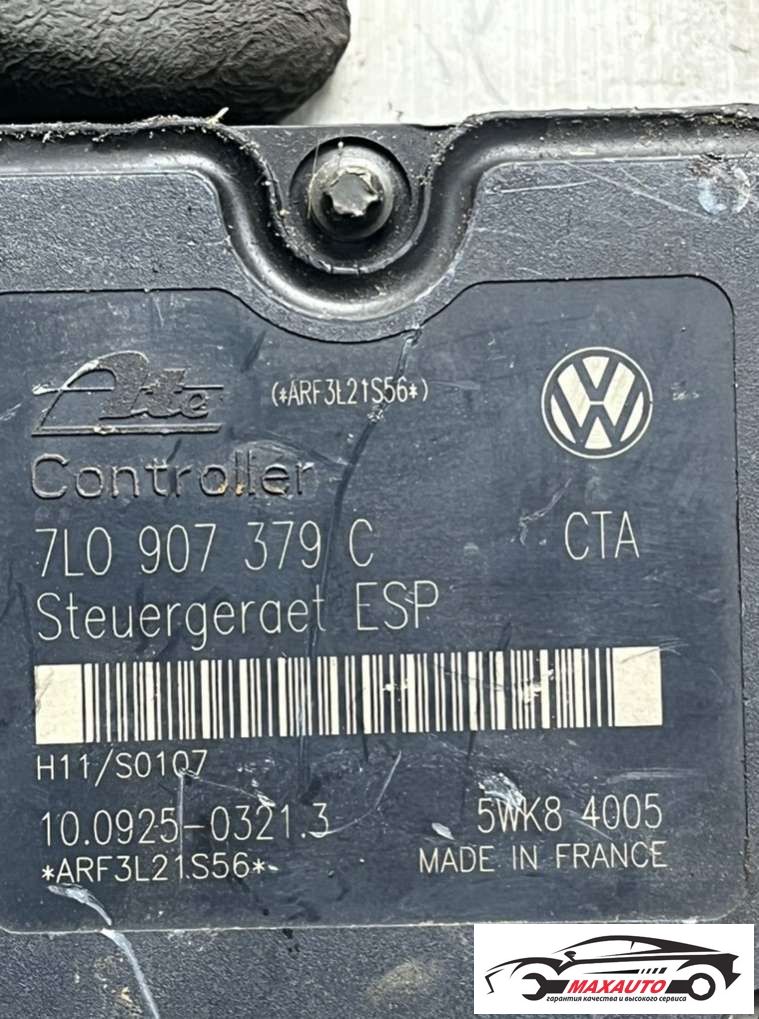 Ate
(*ARF3L21S56*)
Controller
7L0 907 379 C
CTA
Steuergeraet ESP
H11/S0107
10.0925-0321.3
5WK8 4005
*ARF3L21S56*
MADE IN FRANCE
MAXAUTO
гарантия качества и высокого сервиса